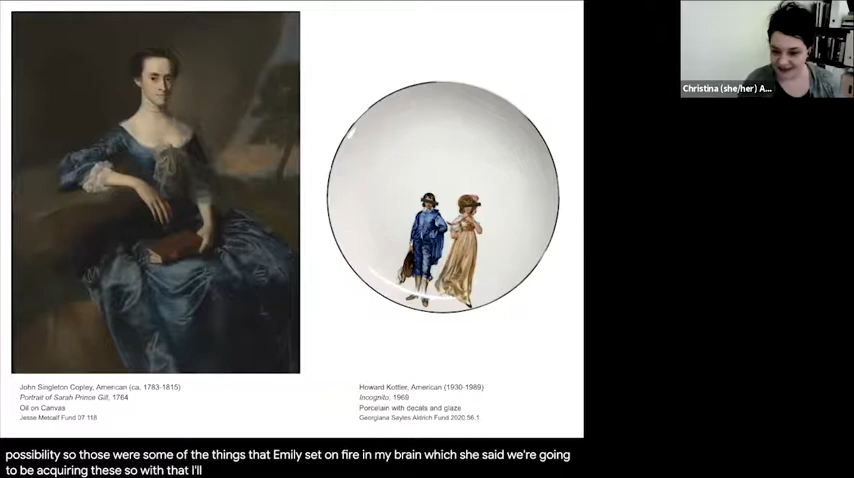 Christina (she/her) A...
John Singleton Copley, American (ca. 1783-1815)
Portrait of Sarah Prince Gill, 1764
Oil on Canvas
Jesse Metcalf Fund 07.118
Howard Kottler, American (1930-1989)
Incognito, 1969
Porcelain with decals and glaze
Georgiana Sayles Aldrich Fund 2020.56.1
possibility so those were some of the things that Emily set on fire in my brain which she said we're going
to be acquiring these so with that I'll